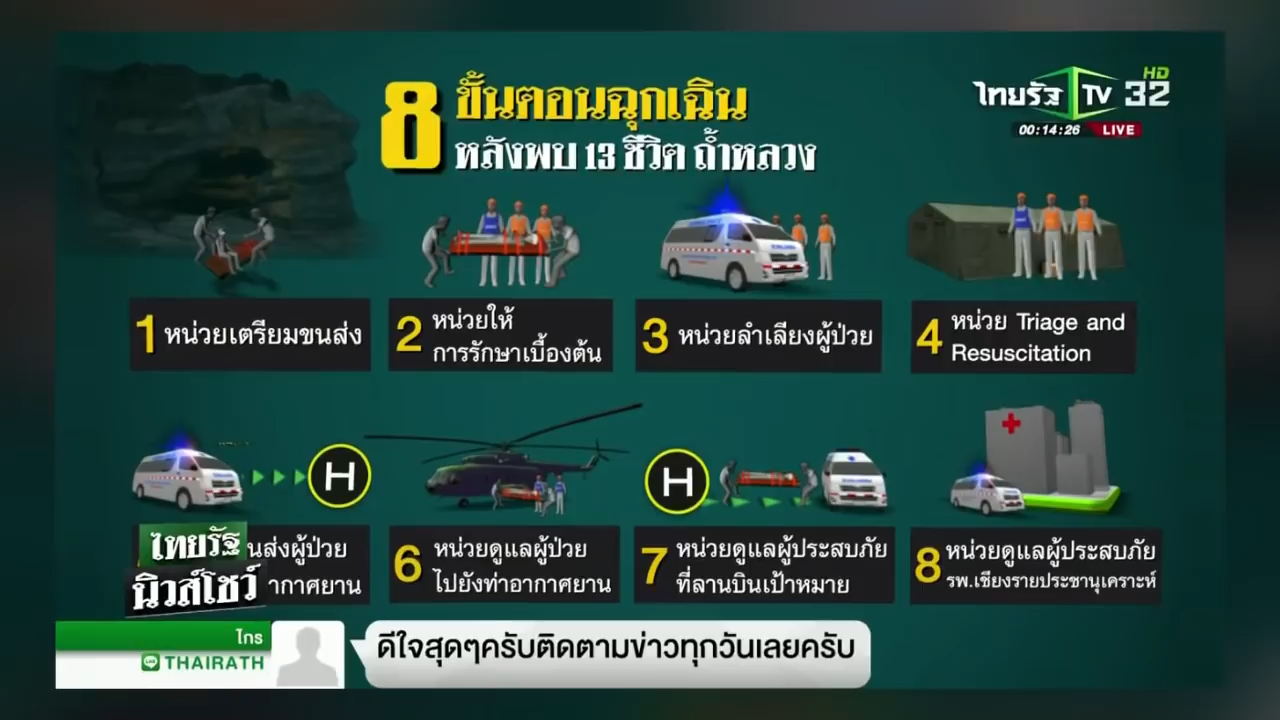 8 ขั้นตอนฉุกเฉิน
หลังพบ 13 ชีวิต ถ้ำหลวง
ไทยรัฐ TV HD 32
00:14:26 LIVE
1 หน่วยเตรียมขนส่ง
2 หน่วยให้
การรักษาเบื้องต้น
3 หน่วยลำเลียงผู้ป่วย
4 หน่วย Triage and
Resuscitation
H
H
นส่งผู้ป่วย
ากาศยาน
6 หน่วยดูแลผู้ป่วย
ไปยังท่าอากาศยาน
7 หน่วยดูแลผู้ประสบภัย
ที่ลานบินเป้าหมาย
8 หน่วยดูแลผู้ประสบภัย
รพ.เชียงรายประชานุเคราะห์
ไทยรัฐ
นิวส์โชว์
ไกร
LINE THAIRATH
ดีใจสุดๆครับติดตามข่าวทุกวันเลยครับ